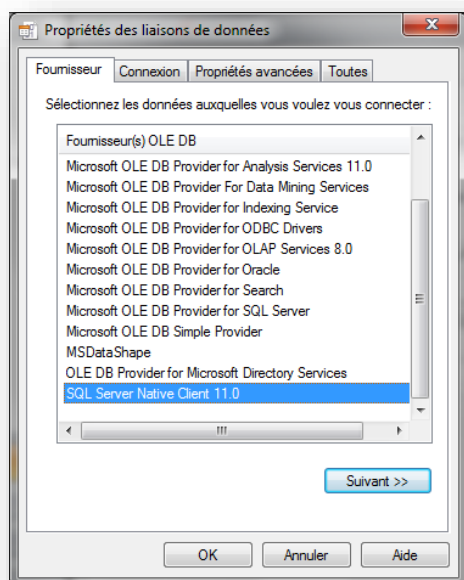 Propriétés des liaisons de données
Fournisseur Connexion Propriétés avancées Toutes
Sélectionnez les données auxquelles vous voulez vous connecter :
Fournisseur(s) OLE DB
Microsoft OLE DB Provider for Analysis Services 11.0
Microsoft OLE DB Provider For Data Mining Services
Microsoft OLE DB Provider for Indexing Service
Microsoft OLE DB Provider for ODBC Drivers
Microsoft OLE DB Provider for OLAP Services 8.0
Microsoft OLE DB Provider for Oracle
Microsoft OLE DB Provider for Search
Microsoft OLE DB Provider for SQL Server
Microsoft OLE DB Simple Provider
MSDataShape
OLE DB Provider for Microsoft Directory Services
SQL Server Native Client 11.0
Suivant >>
OK Annuler Aide